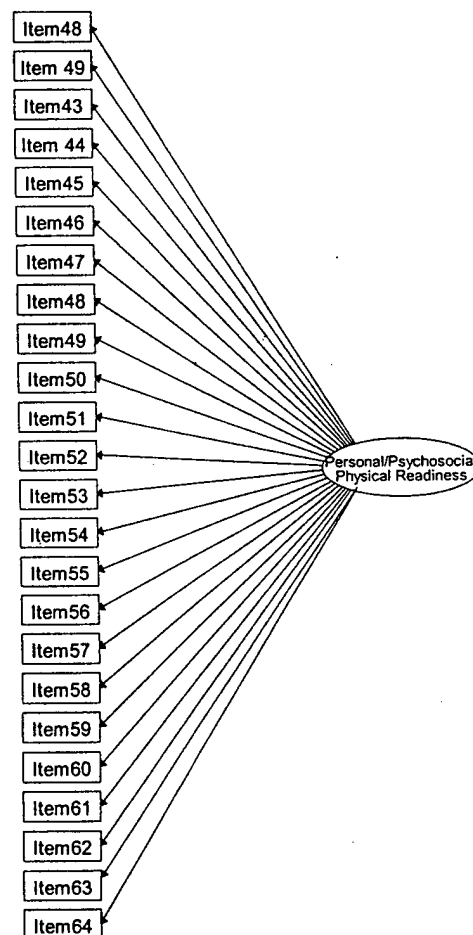 Item48
Item 49
Item43
Item 44
Item45
Item46
Item47
Item48
Item49
Item50
Item51
Item52
Item53
Item54
Item55
Item56
Item57
Item58
Item59
Item60
Item61
Item62
Item63
Item64
Personal/Psychosocia
Physical Readiness